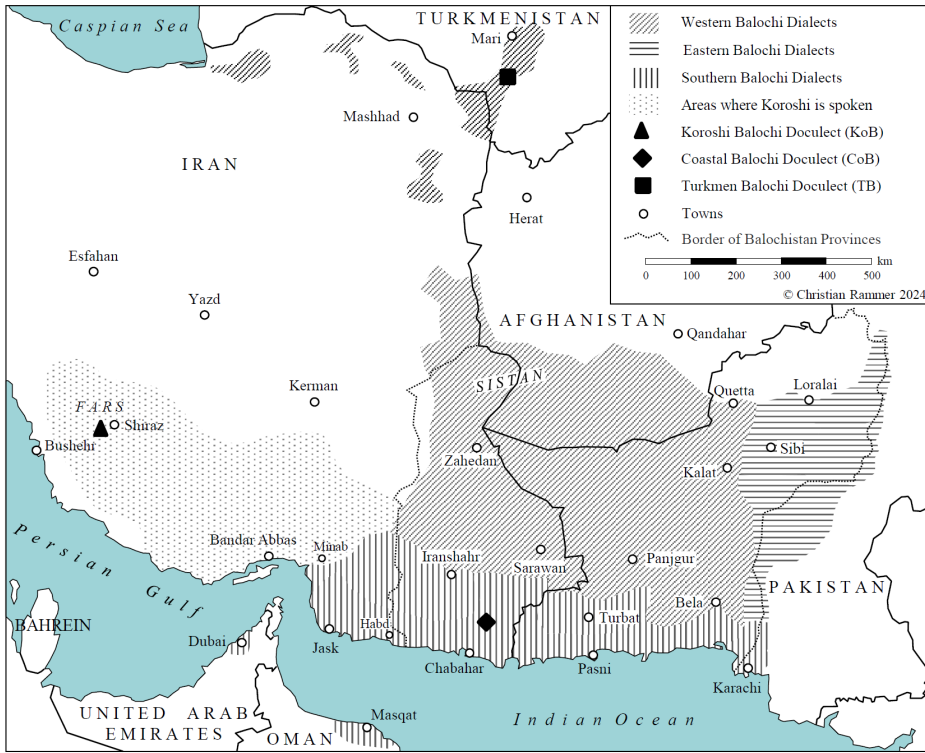 Caspian Sea
TURKMENISTAN
Mari
Mashhad
IRAN
Herat
Esfahan
Yazd
AFGHANISTAN
Qandahar
Kerman
SISTAN
Quetta
Loralai
FARS
Shiraz
Bushehr
Zahedan
Sibi
Kalat
Persian Gulf
Bandar Abbas
Minab
Iranshahr
Sarawan
Panjgur
PAKISTAN
BAHREIN
Dubai
Jask
Habd
Turbat
Bela
Chabahar
Pasni
Karachi
UNITED ARAB
EMIRATES
OMAN
Masqat
Indian Ocean
Western Balochi Dialects
Eastern Balochi Dialects
Southern Balochi Dialects
Areas where Koroshi is spoken
Koroshi Balochi Doculect (KoB)
Coastal Balochi Doculect (CoB)
Turkmen Balochi Doculect (TB)
Towns
Border of Balochistan Provinces
km
0 100 200 300 400 500
© Christian Rammer 2024